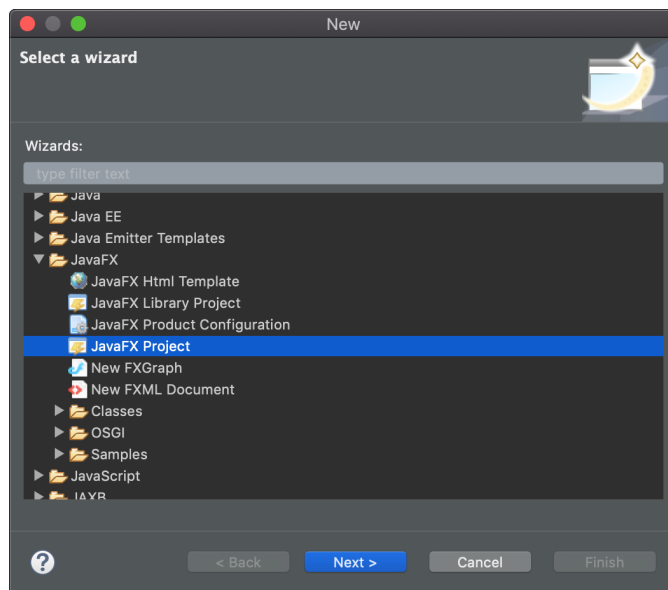 New
Select a wizard
Wizards:
type filter text
Java
Java EE
Java Emitter Templates
JavaFX
JavaFX Html Template
JavaFX Library Project
JavaFX Product Configuration
JavaFX Project
New FXGraph
New FXML Document
Classes
OSGI
Samples
JavaScript
JAXB
? < Back Next > Cancel Finish